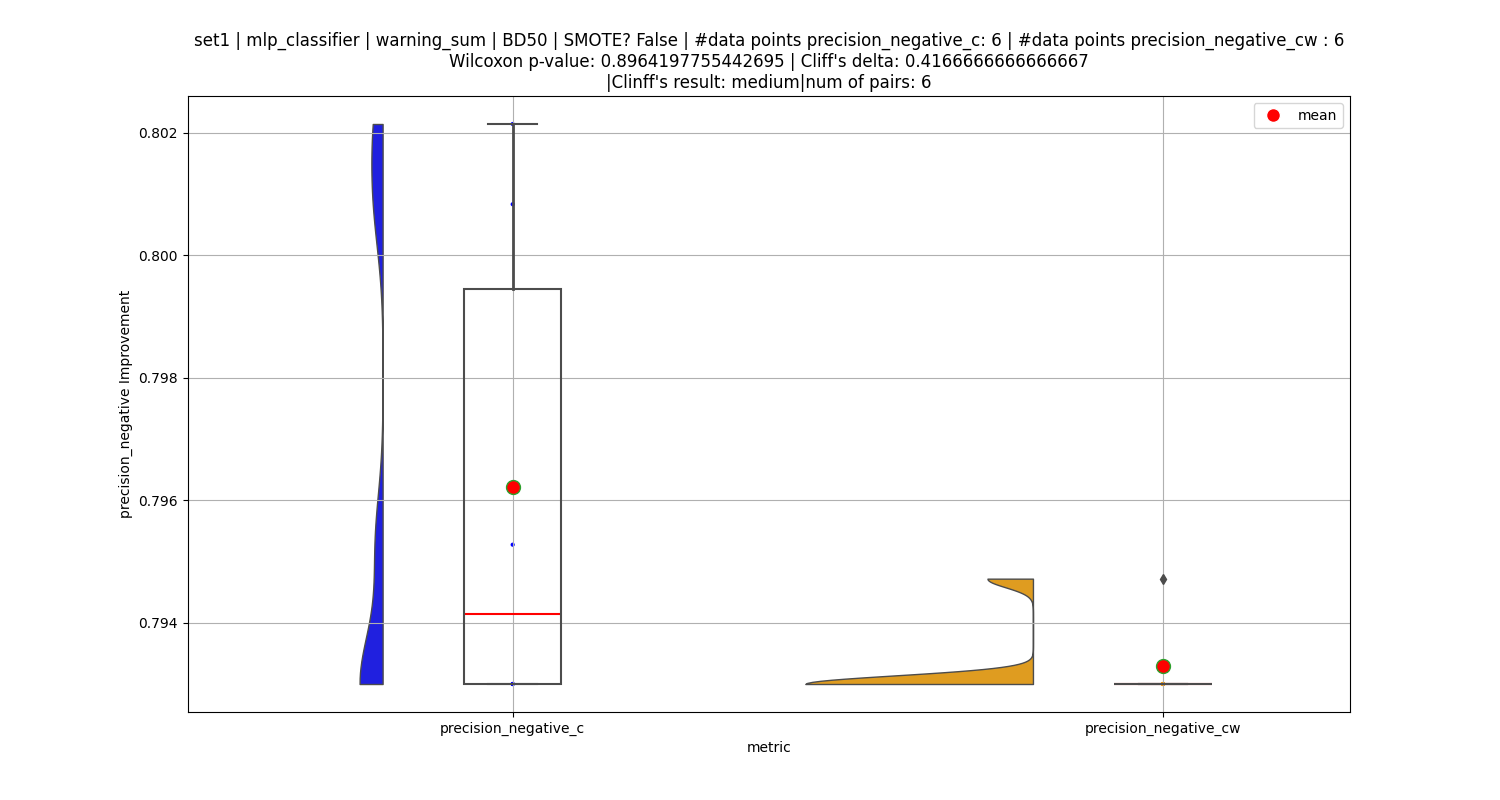 set1 | mlp_classifier | warning_sum | BD50 | SMOTE? False | #data points precision_negative_c: 6 | #data points precision_negative_cw : 6
Wilcoxon p-value: 0.8964197755442695 | Cliff's delta: 0.4166666666666667
|Clinff's result: medium|num of pairs: 6
mean
0.802
0.800
0.798
0.796
0.794
precision_negative Improvement
precision_negative_c
precision_negative_cw
metric